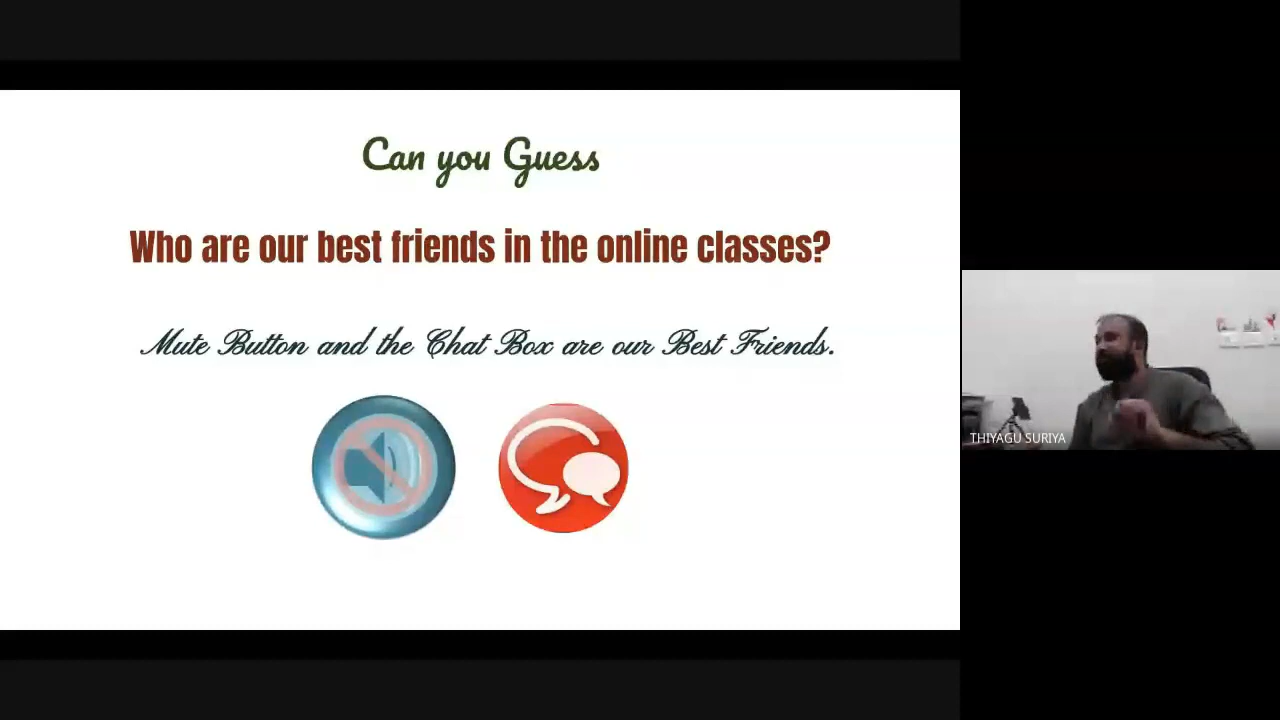 Can you Guess
Who are our best friends in the online classes?
Mute Button and the Chat Box are our Best Friends.
THIYAGU SURIYA